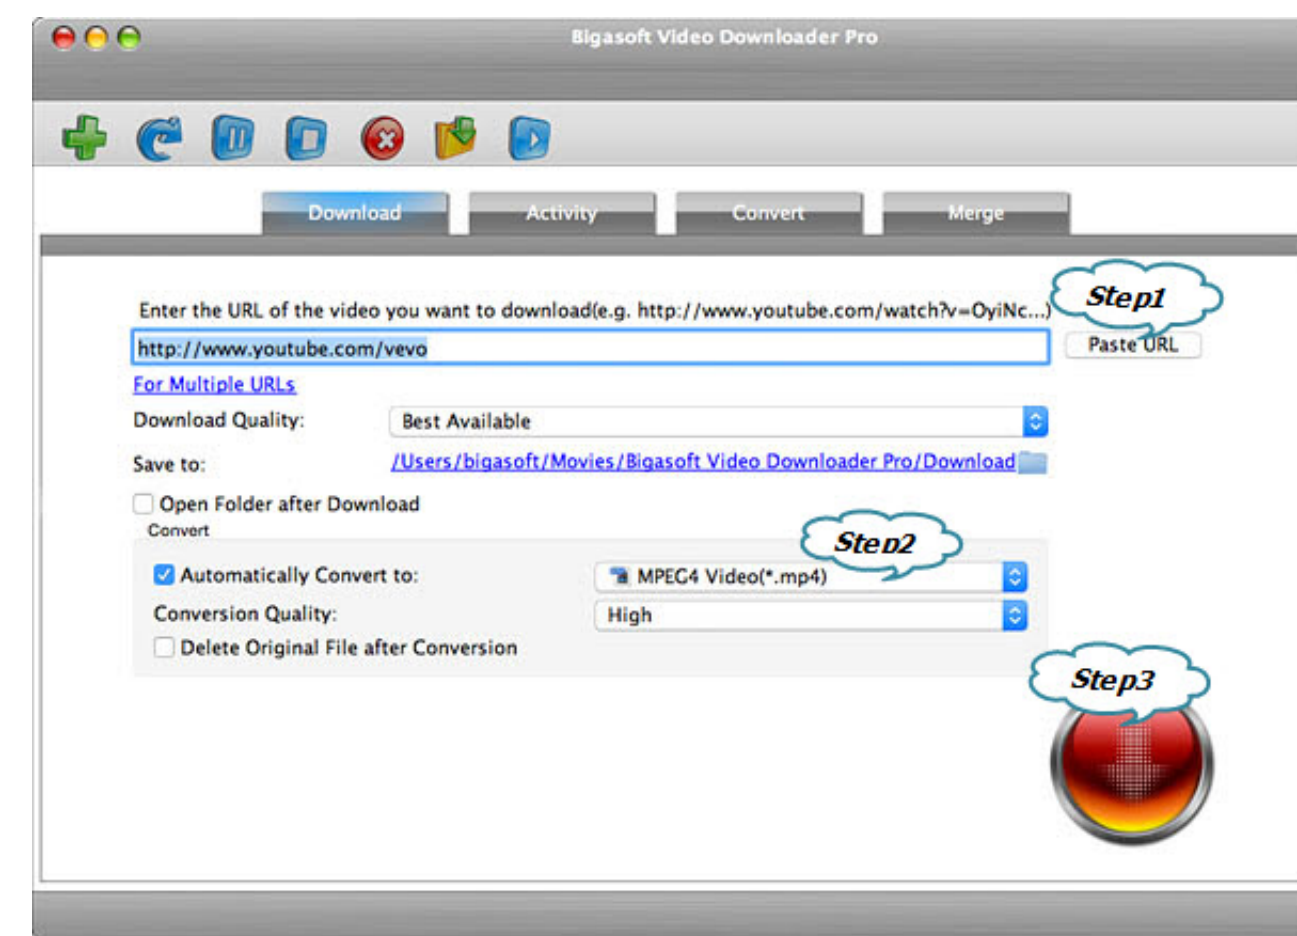 Bigasoft Video Downloader Pro
Download Activity Convert Merge
Step1
Enter the URL of the video you want to download(e.g. http://www.youtube.com/watch?v=OyiNc...)
http://www.youtube.com/vevo Paste URL
For Multiple URLs
Download Quality: Best Available
Save to: /Users/bigasoft/Movies/Bigasoft Video Downloader Pro/Download
Open Folder after Download
Convert
Step2
Automatically Convert to: MPEG4 Video(*.mp4)
Conversion Quality: High
Delete Original File after Conversion
Step3